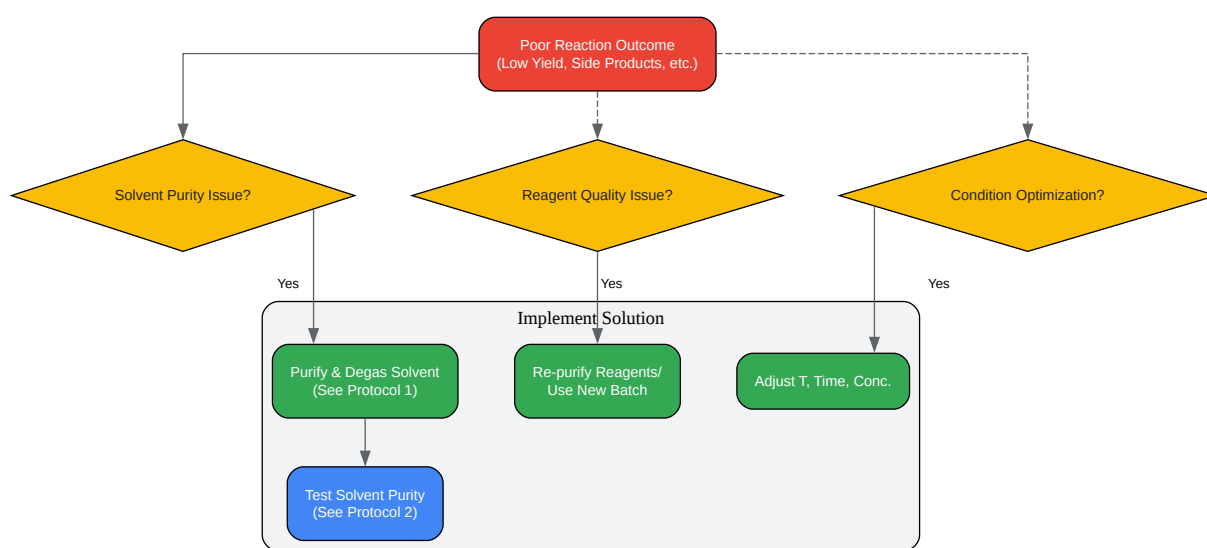 Poor Reaction Outcome
(Low Yield, Side Products, etc.)
Solvent Purity Issue?
Reagent Quality Issue?
Condition Optimization?
Yes
Yes
Yes
Implement Solution
Purify & Degas Solvent
(See Protocol 1)
Re-purify Reagents/
Use New Batch
Adjust T, Time, Conc.
Test Solvent Purity
(See Protocol 2)